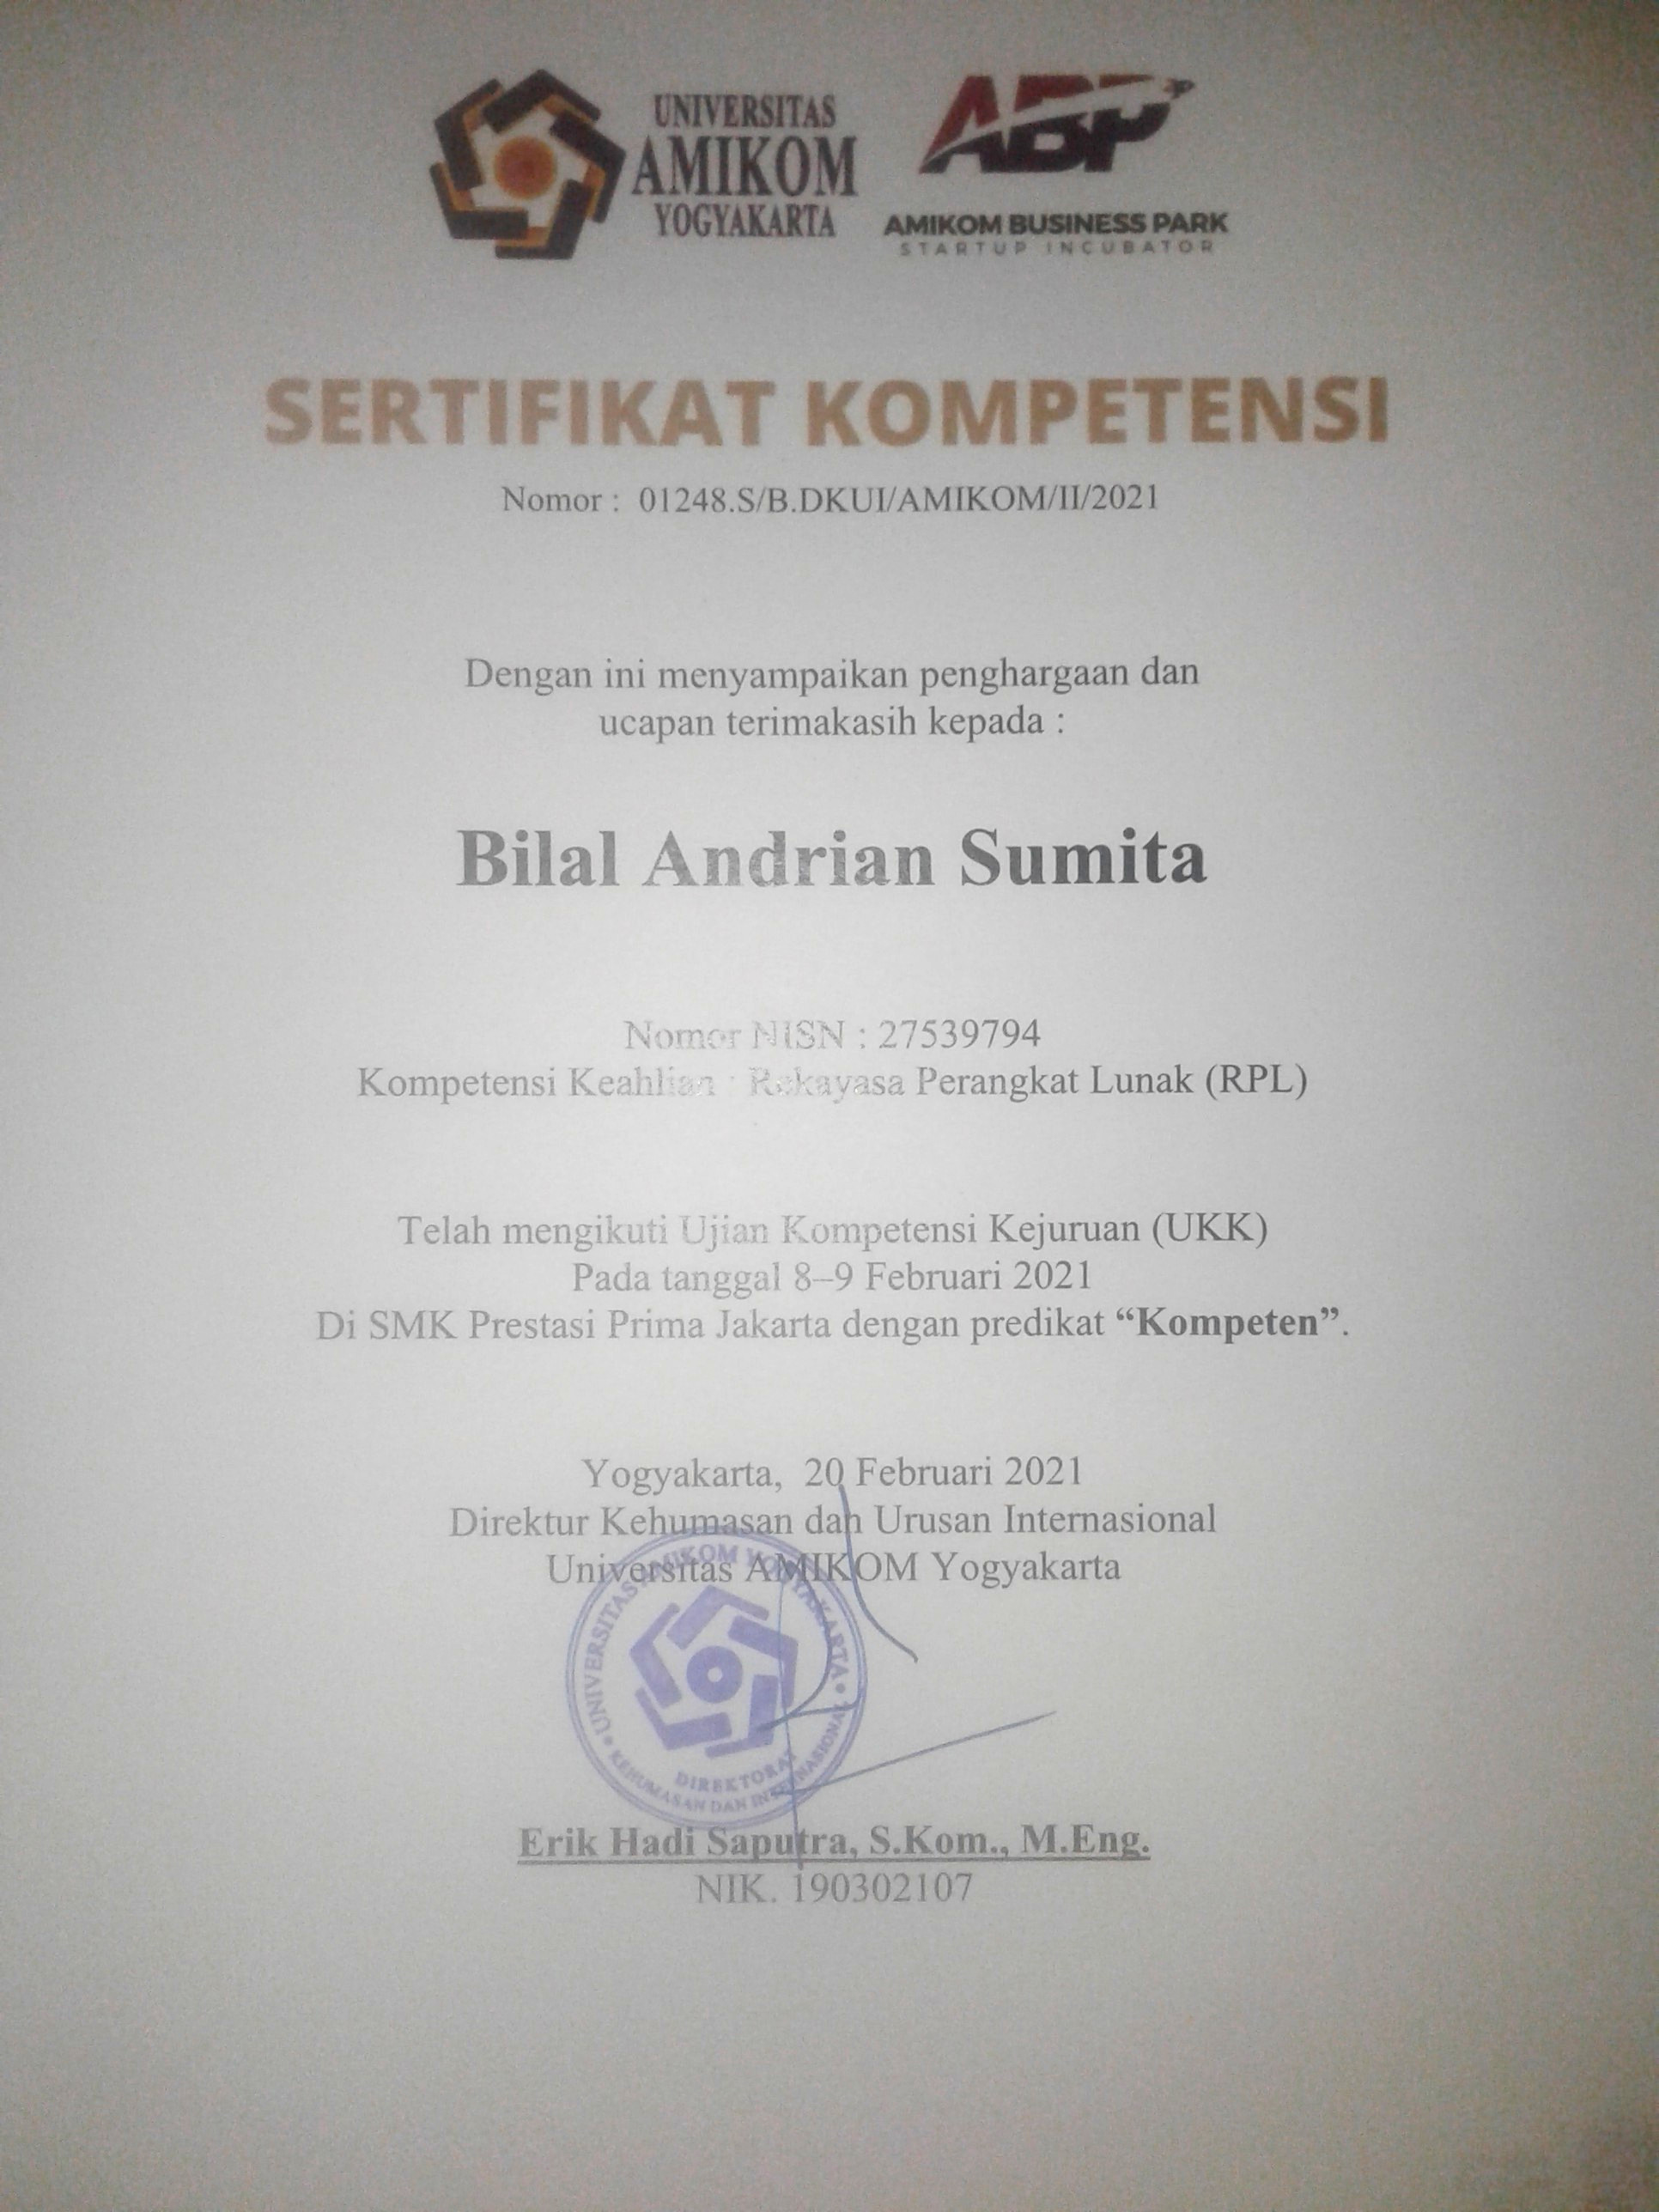 UNIVERSITAS
AMIKOM
YOGYAKARTA
ABP
AMIKOM BUSINESS PARK
STARTUP INCUBATOR
SERTIFIKAT KOMPETENSI
Nomor : 01248.S/B.DKUI/AMIKOM/II/2021
Dengan ini menyampaikan penghargaan dan
ucapan terimakasih kepada :
Bilal Andrian Sumita
Nomor NISN : 27539794
Kompetensi Keahlian : Rekayasa Perangkat Lunak (RPL)
Telah mengikuti Ujian Kompetensi Kejuruan (UKK)
Pada tanggal 8–9 Februari 2021
Di SMK Prestasi Prima Jakarta dengan predikat “Kompeten”.
Yogyakarta, 20 Februari 2021
Direktur Kehumasan dan Urusan Internasional
Universitas AMIKOM Yogyakarta
UNIVERSITAS AMIKOM YOGYAKARTA
DIREKTORAT
KEHUMASAN DAN INTERNASIONAL
Erik Hadi Saputra, S.Kom., M.Eng.
NIK. 190302107